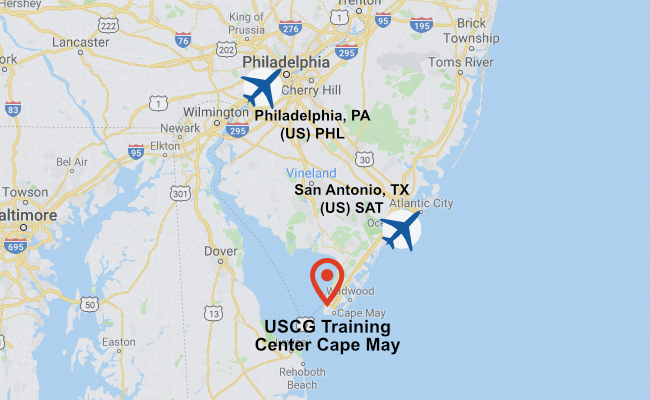 Hershey
Trenton
King of
Prussia
Brick
Township
Lancaster
Toms River
Philadelphia
Cherry Hill
Philadelphia, PA
(US) PHL
Wilmington
Newark
Elkton
Bel Air
Vineland
San Antonio, TX
(US) SAT
Atlantic City
Oc
Towson
altimore
Dover
Wildwood
Cape May
USCG Training
Center Cape May
Easton
Rehoboth
Beach
222
276
76
295
30
1
83
95
295
95
301
30
695
50
13